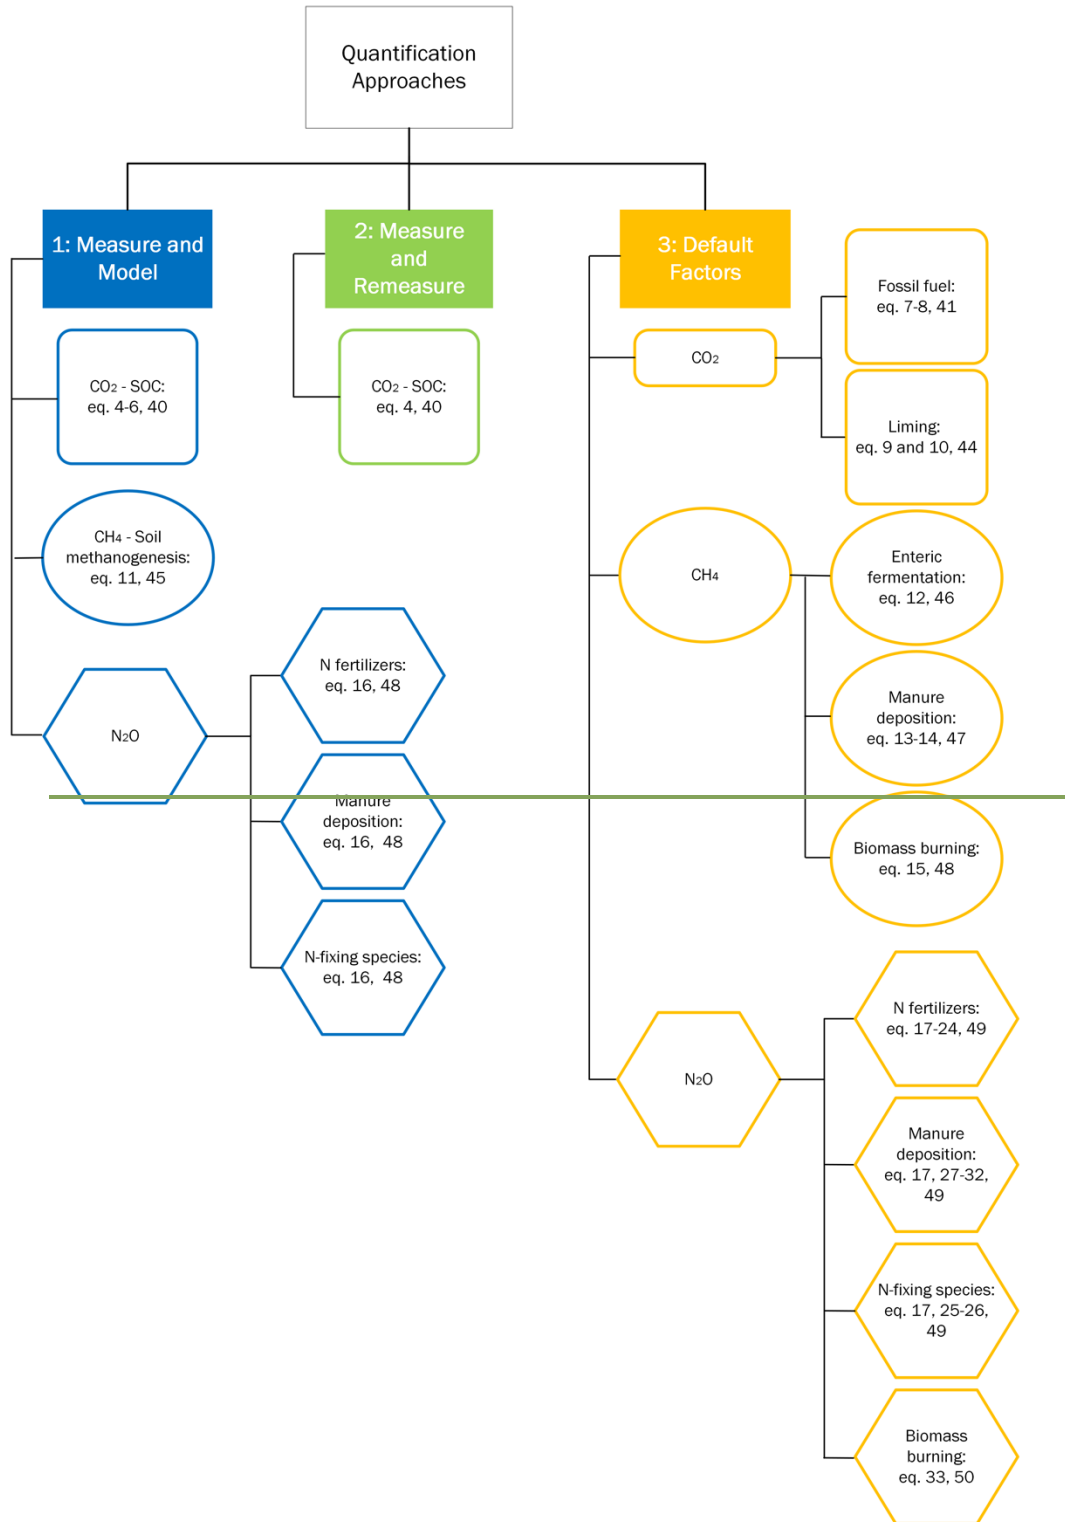 Quantification
Approaches
1: Measure and
Model
2: Measure
and
Remeasure
3: Default
Factors
CO₂ - SOC:
eq. 4-6, 40
CH₄ - Soil
methanogenesis:
eq. 11, 45
N₂O
N fertilizers:
eq. 16, 48
Manure
deposition:
eq. 16, 48
N-fixing species:
eq. 16, 48
CO₂ - SOC:
eq. 4, 40
CO₂
Fossil fuel:
eq. 7-8, 41
Liming:
eq. 9 and 10, 44
CH₄
Enteric
fermentation:
eq. 12, 46
Manure
deposition:
eq. 13-14, 47
Biomass burning:
eq. 15, 48
N₂O
N fertilizers:
eq. 17-24, 49
Manure
deposition:
eq. 17, 27-32,
49
N-fixing species:
eq. 17, 25-26,
49
Biomass
burning:
eq. 33, 50